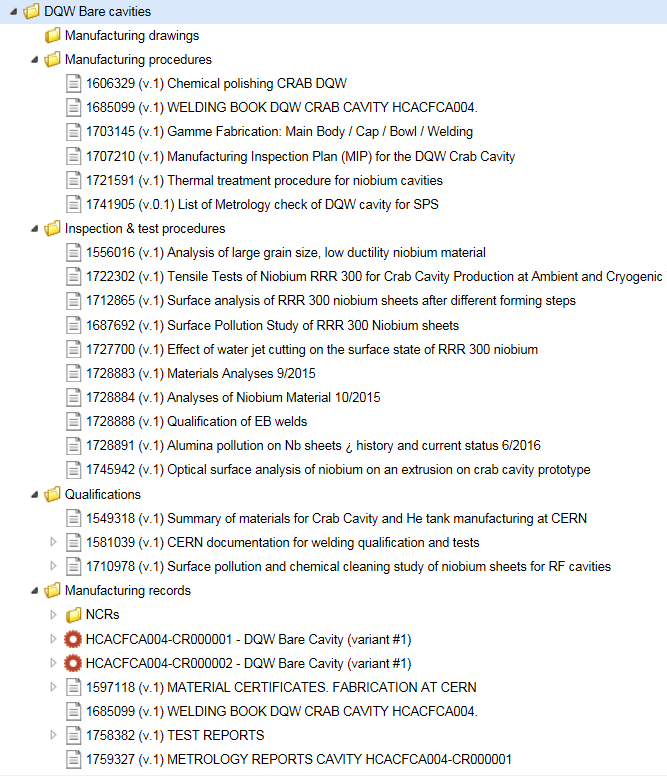 DQW Bare cavities
Manufacturing drawings
Manufacturing procedures
1606329 (v.1) Chemical polishing CRAB DQW
1685099 (v.1) WELDING BOOK DQW CRAB CAVITY HCACFCA004.
1703145 (v.1) Gamme Fabrication: Main Body / Cap / Bowl / Welding
1707210 (v.1) Manufacturing Inspection Plan (MIP) for the DQW Crab Cavity
1721591 (v.1) Thermal treatment procedure for niobium cavities
1741905 (v.0.1) List of Metrology check of DQW cavity for SPS
Inspection & test procedures
1556016 (v.1) Analysis of large grain size, low ductility niobium material
1722302 (v.1) Tensile Tests of Niobium RRR 300 for Crab Cavity Production at Ambient and Cryogenic
1712865 (v.1) Surface analysis of RRR 300 niobium sheets after different forming steps
1687692 (v.1) Surface Pollution Study of RRR 300 Niobium sheets
1727700 (v.1) Effect of water jet cutting on the surface state of RRR 300 niobium
1728883 (v.1) Materials Analyses 9/2015
1728884 (v.1) Analyses of Niobium Material 10/2015
1728888 (v.1) Qualification of EB welds
1728891 (v.1) Alumina pollution on Nb sheets ¿ history and current status 6/2016
1745942 (v.1) Optical surface analysis of niobium on an extrusion on crab cavity prototype
Qualifications
1549318 (v.1) Summary of materials for Crab Cavity and He tank manufacturing at CERN
1581039 (v.1) CERN documentation for welding qualification and tests
1710978 (v.1) Surface pollution and chemical cleaning study of niobium sheets for RF cavities
Manufacturing records
NCRs
HCACFCA004-CR000001 - DQW Bare Cavity (variant #1)
HCACFCA004-CR000002 - DQW Bare Cavity (variant #1)
1597118 (v.1) MATERIAL CERTIFICATES. FABRICATION AT CERN
1685099 (v.1) WELDING BOOK DQW CRAB CAVITY HCACFCA004.
1758382 (v.1) TEST REPORTS
1759327 (v.1) METROLOGY REPORTS CAVITY HCACFCA004-CR000001